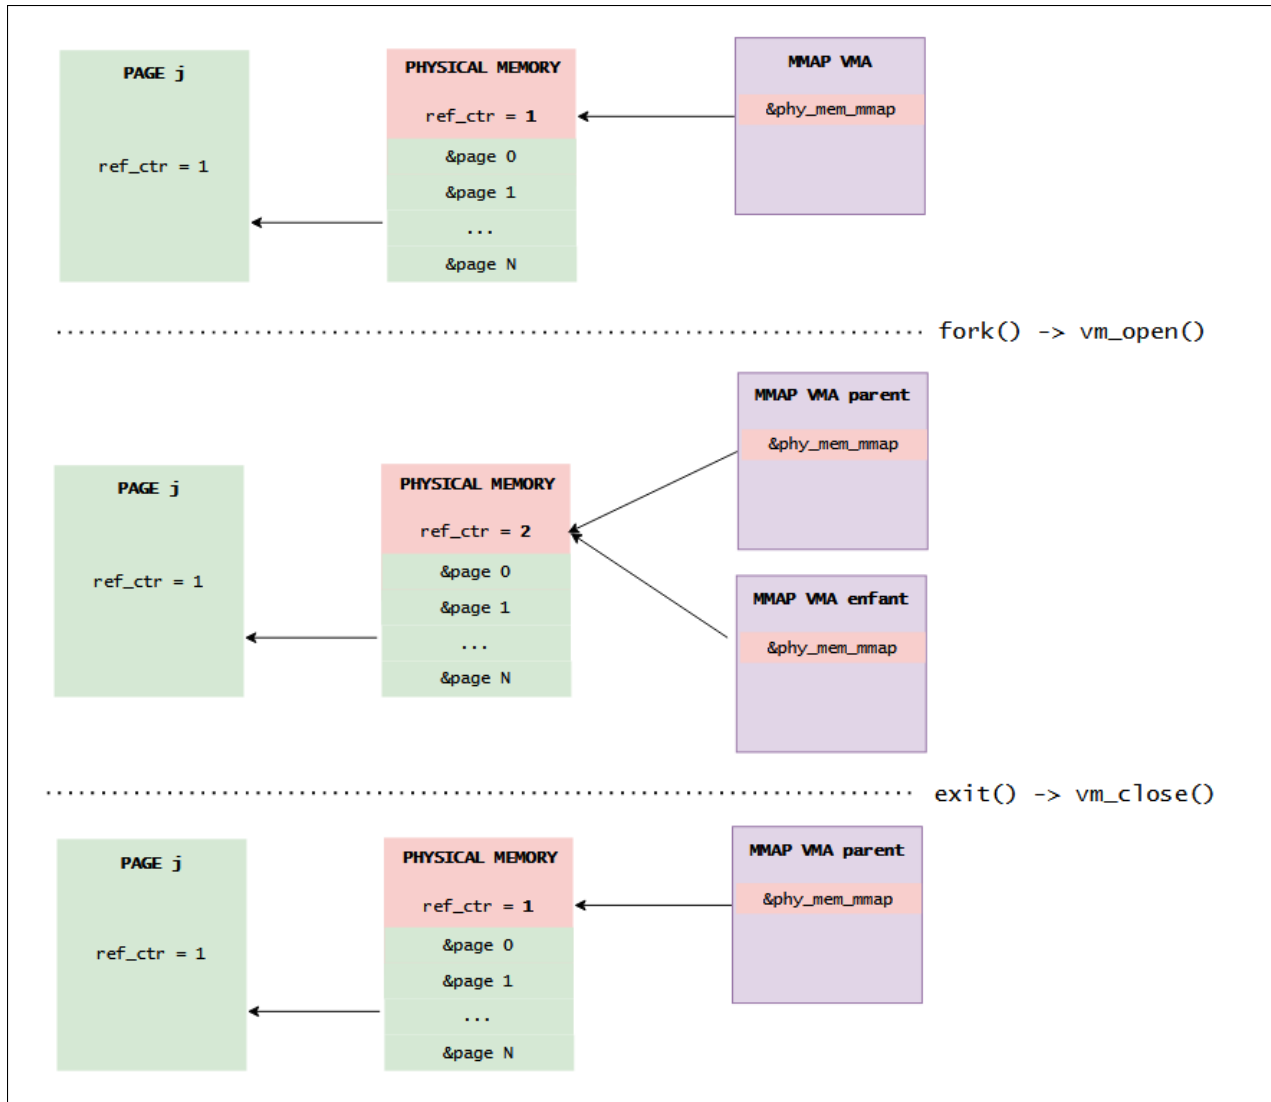 PAGE j
ref_ctr = 1
PHYSICAL MEMORY
ref_ctr = 1
&page 0
&page 1
...
&page N
MMAP VMA
&phy_mem_mmap
fork() -> vm_open()
PAGE j
ref_ctr = 1
PHYSICAL MEMORY
ref_ctr = 2
&page 0
&page 1
...
&page N
MMAP VMA parent
&phy_mem_mmap
MMAP VMA enfant
&phy_mem_mmap
exit() -> vm_close()
PAGE j
ref_ctr = 1
PHYSICAL MEMORY
ref_ctr = 1
&page 0
&page 1
...
&page N
MMAP VMA parent
&phy_mem_mmap